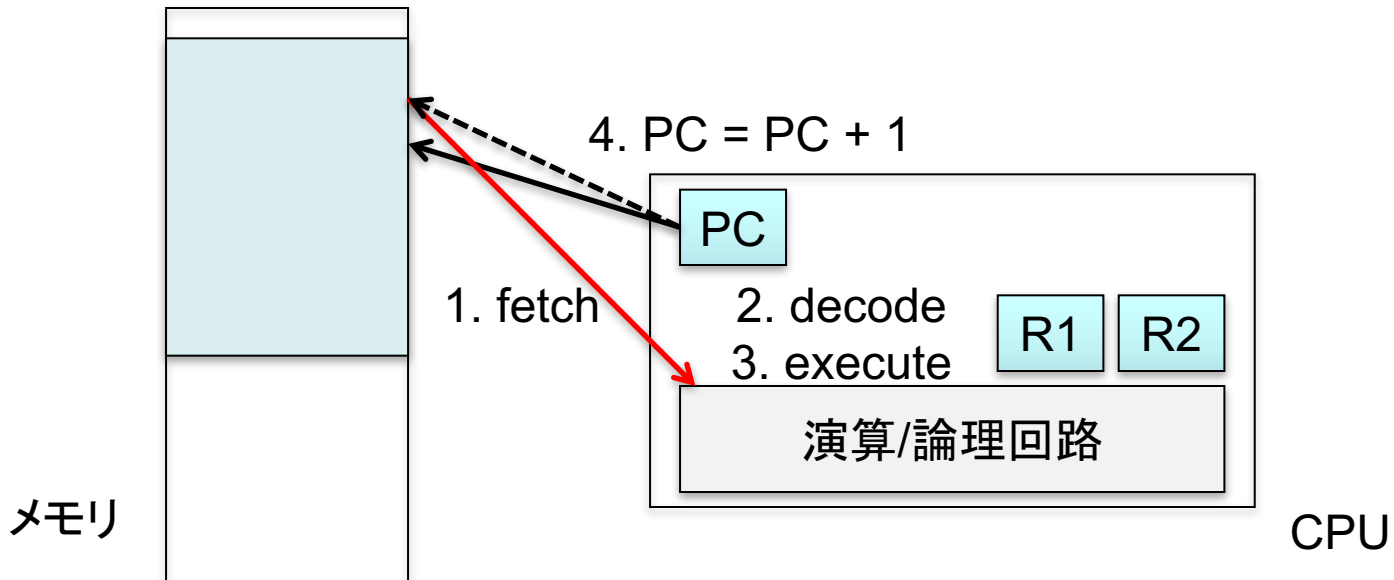 4. PC = PC + 1
PC
1. fetch
2. decode
3. execute
R1
R2
演算/論理回路
メモリ
CPU